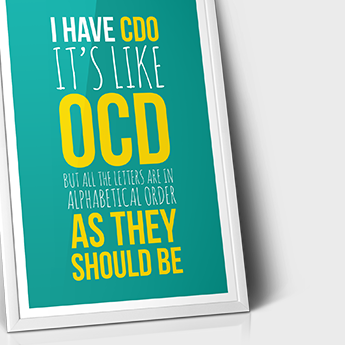 I HAVE CDO
IT'S LIKE
OCD
BUT ALL THE LETTERS ARE IN
ALPHABETICAL ORDER
AS THEY
SHOULD BE